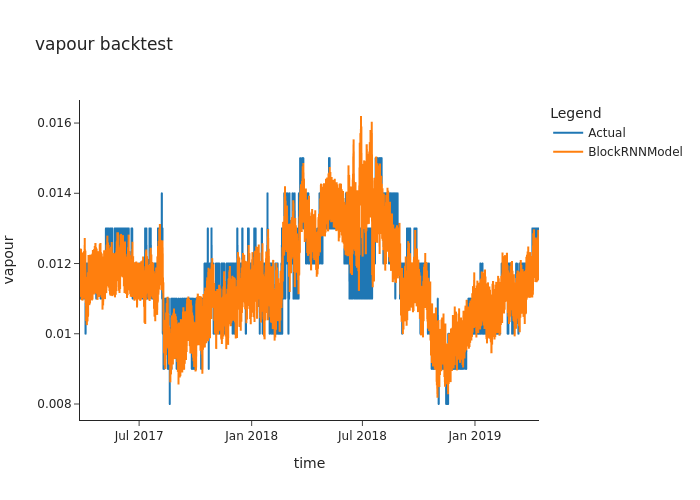 vapour backtest
Legend
Actual
BlockRNNModel
0.016
0.014
0.012
0.01
0.008
vapour
Jul 2017
Jan 2018
Jul 2018
Jan 2019
time